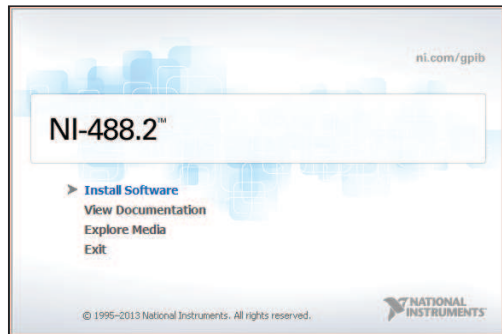 ni.com/gpib
NI-488.2™
Install Software
View Documentation
Explore Media
Exit
© 1995–2013 National Instruments. All rights reserved.
NATIONAL
INSTRUMENTS